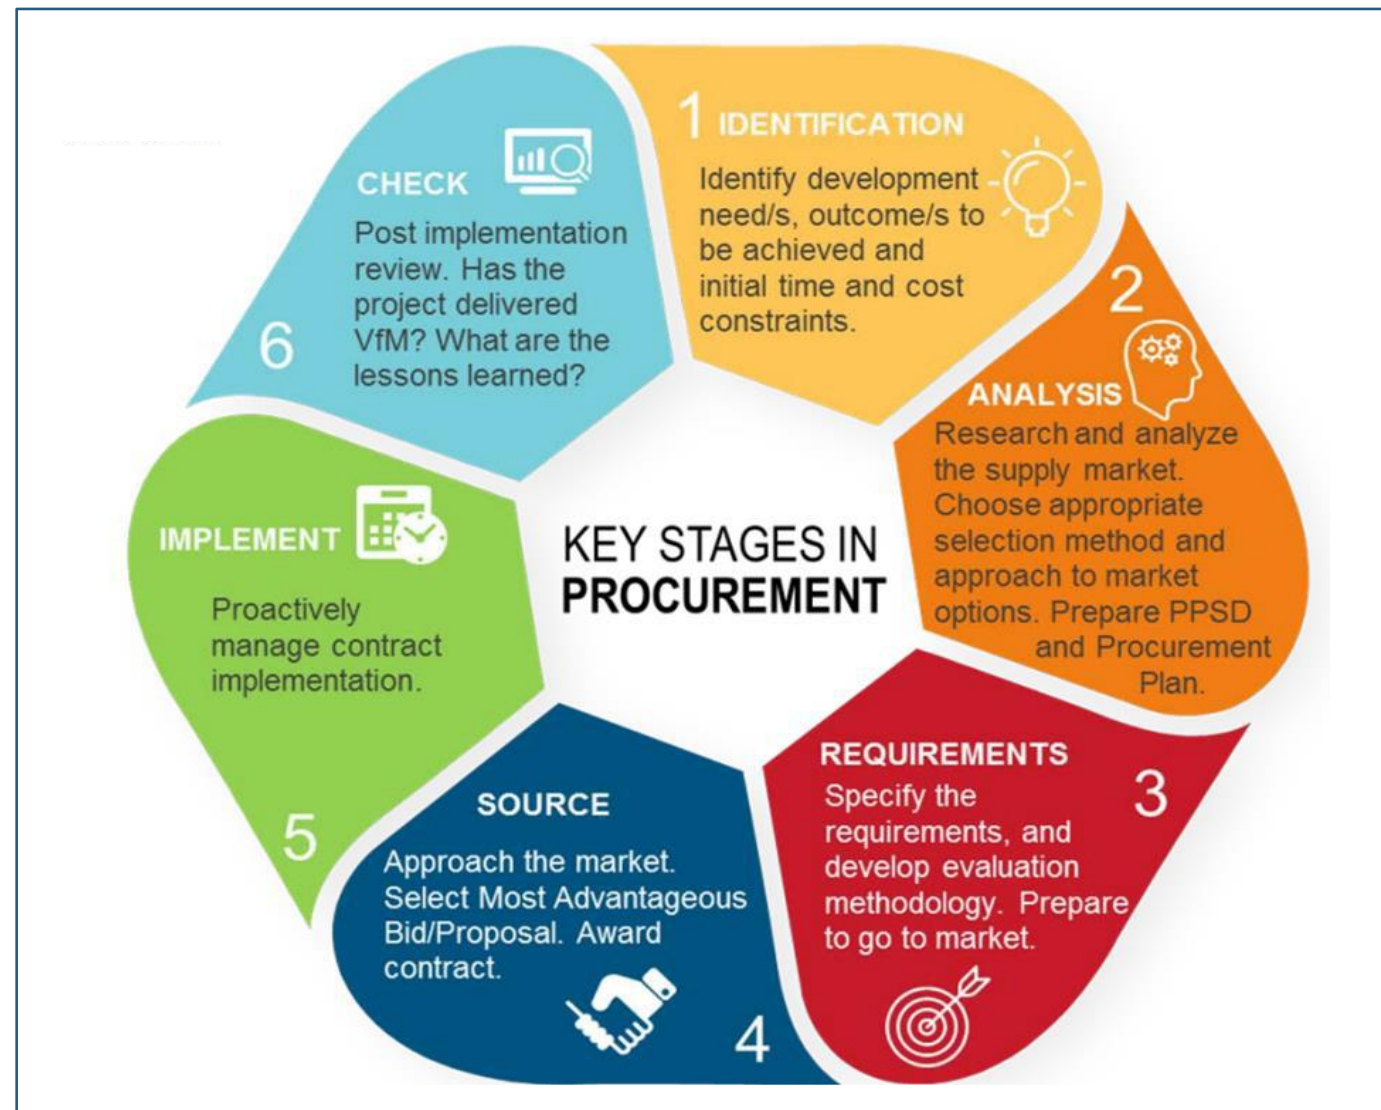 KEY STAGES IN
PROCUREMENT
1 IDENTIFICATION
Identify development
need/s, outcome/s to
be achieved and
initial time and cost
constraints.
2
ANALYSIS
Research and analyze
the supply market.
Choose appropriate
selection method and
approach to market
options. Prepare PPSD
and Procurement
Plan.
3
REQUIREMENTS
Specify the
requirements, and
develop evaluation
methodology. Prepare
to go to market.
4
SOURCE
Approach the market.
Select Most Advantageous
Bid/Proposal. Award
contract.
5
IMPLEMENT
Proactively
manage contract
implementation.
6
CHECK
Post implementation
review. Has the
project delivered
VfM? What are the
lessons learned?